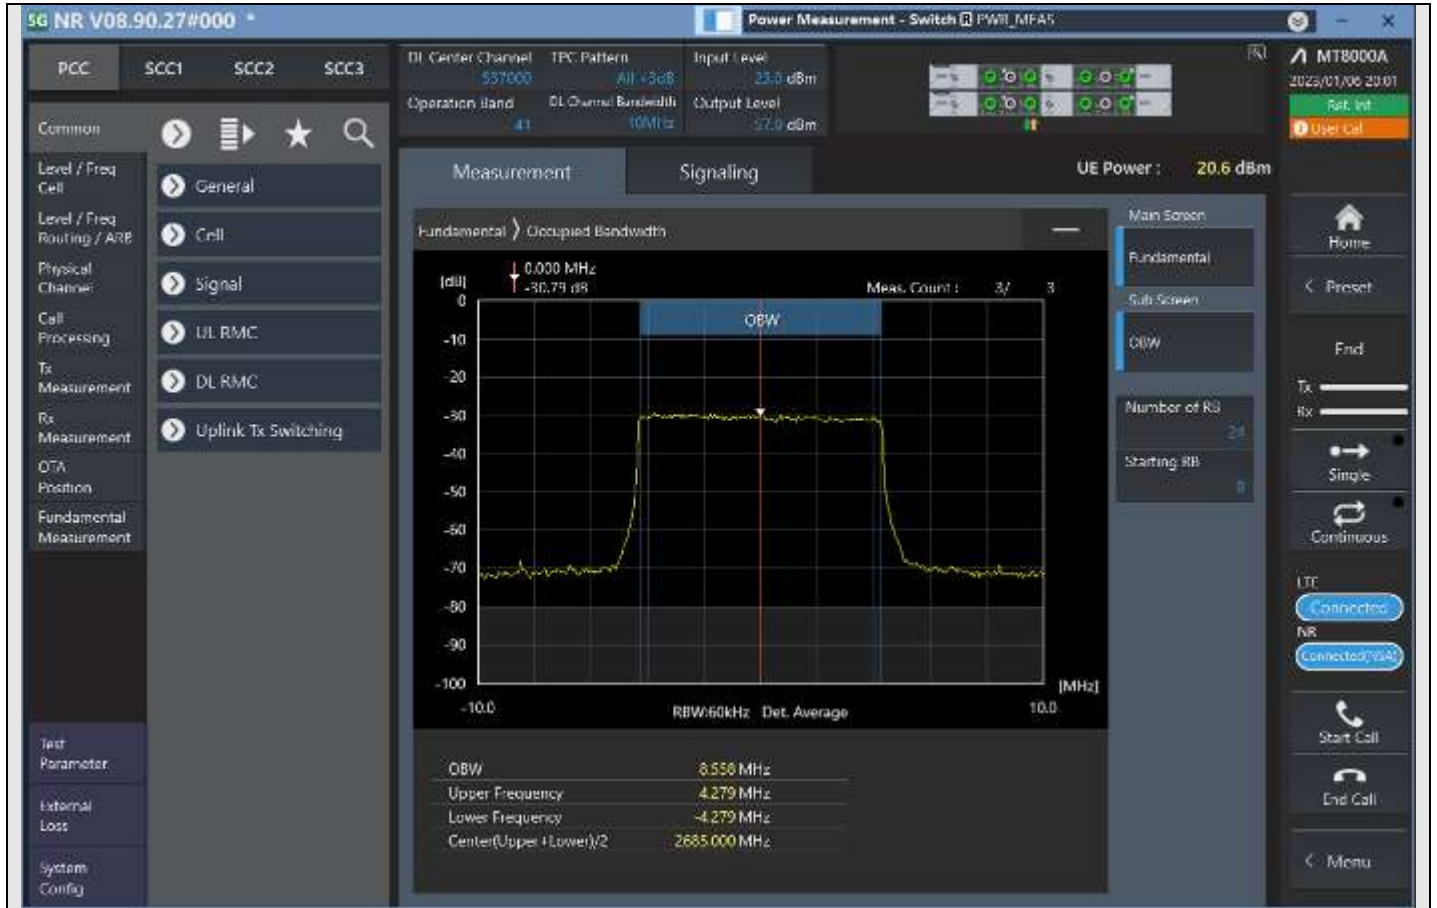 5G NR V08.90.27#000 *
Power Measurement - Switch PWR_MEAS
PCC SCC1 SCC2 SCC3
DL Center Channel TPC Pattern Input Level
537000 All +3dB 23.0 dBm
Operation Band DL Channel Bandwidth Output Level
41 10MHz dBm
MT8000A
2023/01/06 20:01
Ref. Int
User Cal
Common
Level / Freq
Cell
Level / Freq
Routing / ARB
Physical
Channel
Call
Processing
Tx
Measurement
Rx
Measurement
OTA
Position
Fundamental
Measurement
Test
Parameter
External
Loss
System
Config
General
Cell
Signal
UL RMC
DL RMC
Uplink Tx Switching
Measurement Signaling
UE Power : 20.6 dBm
Fundamental > Occupied Bandwidth
[dB]
0.000 MHz
-30.79 dB
Meas. Count : 3/ 3
OBW
0
-10
-20
-30
-40
-50
-60
-70
-80
-90
-100
[MHz]
-10.0 RBW:60kHz Det. Average 10.0
OBW 8.558 MHz
Upper Frequency 4.279 MHz
Lower Frequency -4.279 MHz
Center(Upper+Lower)/2 2685.000 MHz
Main Screen
Fundamental
Sub Screen
OBW
Number of RB
24
Starting RB
0
Home
< Preset
End
Tx
Rx
Single
Continuous
LTE
Connected
NR
Connected(NSA)
Start Call
End Call
< Menu